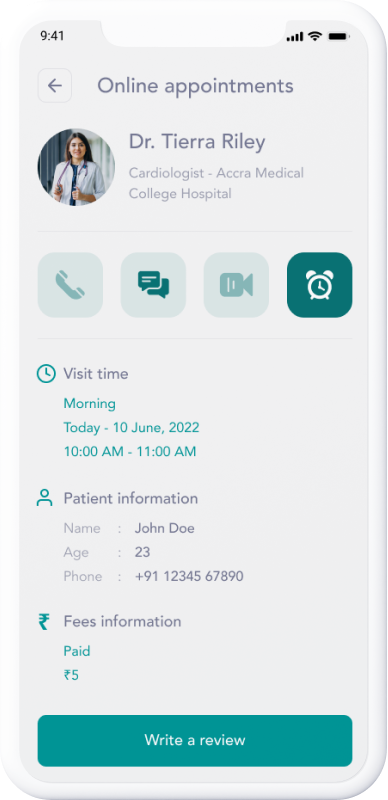 9:41
Online appointments
Dr. Tierra Riley
Cardiologist - Accra Medical
College Hospital
Visit time
Morning
Today - 10 June, 2022
10:00 AM - 11:00 AM
Patient information
Name : John Doe
Age : 23
Phone : +91 12345 67890
₹ Fees information
Paid
₹5
Write a review